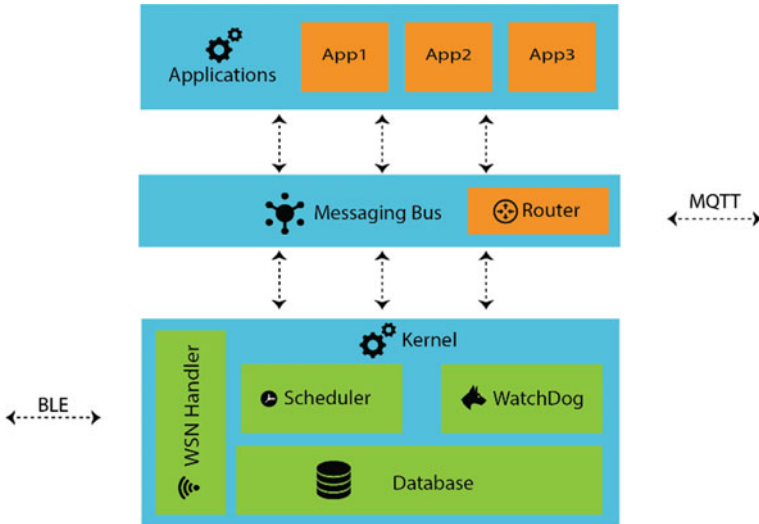 Applications
App1
App2
App3
Messaging Bus
Router
MQTT
Kernel
BLE
WSN Handler
Scheduler
WatchDog
Database